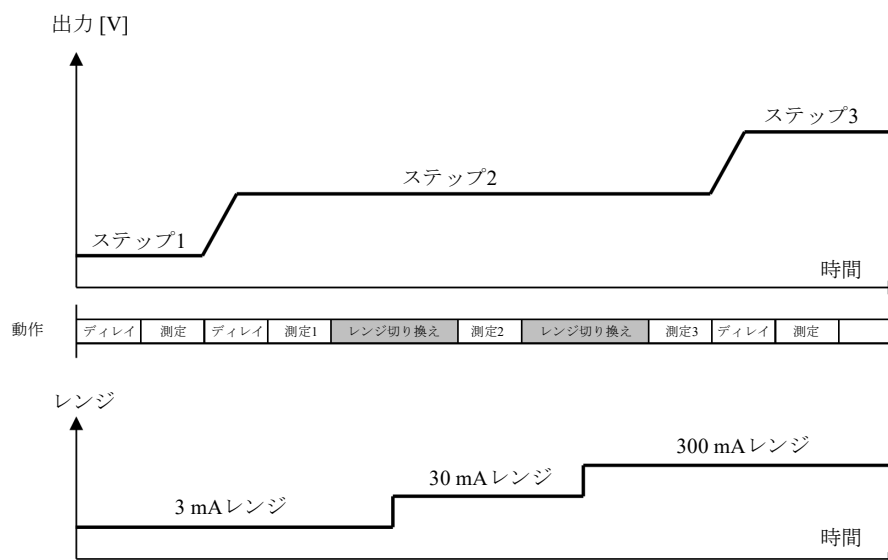 出力 [V]
ステップ3
ステップ2
ステップ1
時間
動作
ディレイ 測定 ディレイ 測定1 レンジ切り換え 測定2 レンジ切り換え 測定3 ディレイ 測定
レンジ
300 mAレンジ
30 mAレンジ
3 mAレンジ
時間